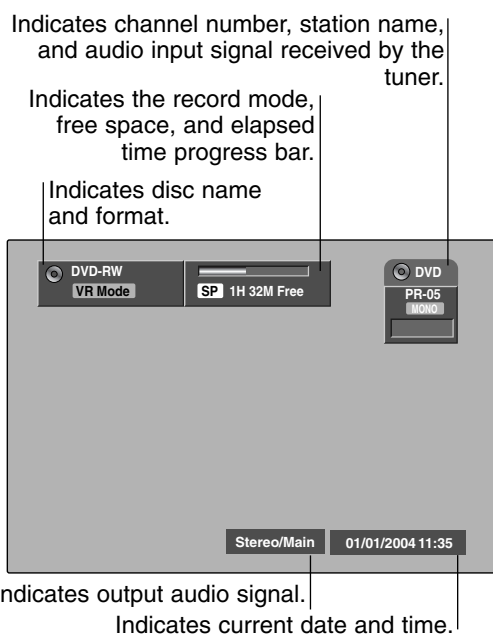 Indicates channel number, station name,
and audio input signal received by the
tuner.
Indicates the record mode,
free space, and elapsed
time progress bar.
Indicates disc name
and format.
DVD-RW
VR Mode
SP 1H 32M Free
DVD
PR-05
MONO
Stereo/Main
01/01/2004 11:35
ndicates output audio signal.
Indicates current date and time.